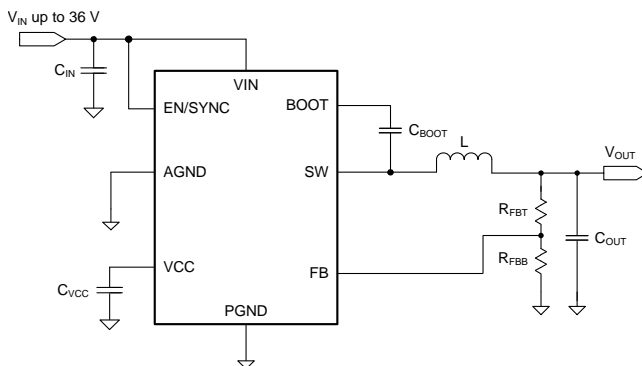 V_IN up to 36 V
C_IN
VIN
EN/SYNC
BOOT
C_BOOT
L
V_OUT
AGND
SW
R_FBT
C_OUT
R_FBB
VCC
FB
C_VCC
PGND